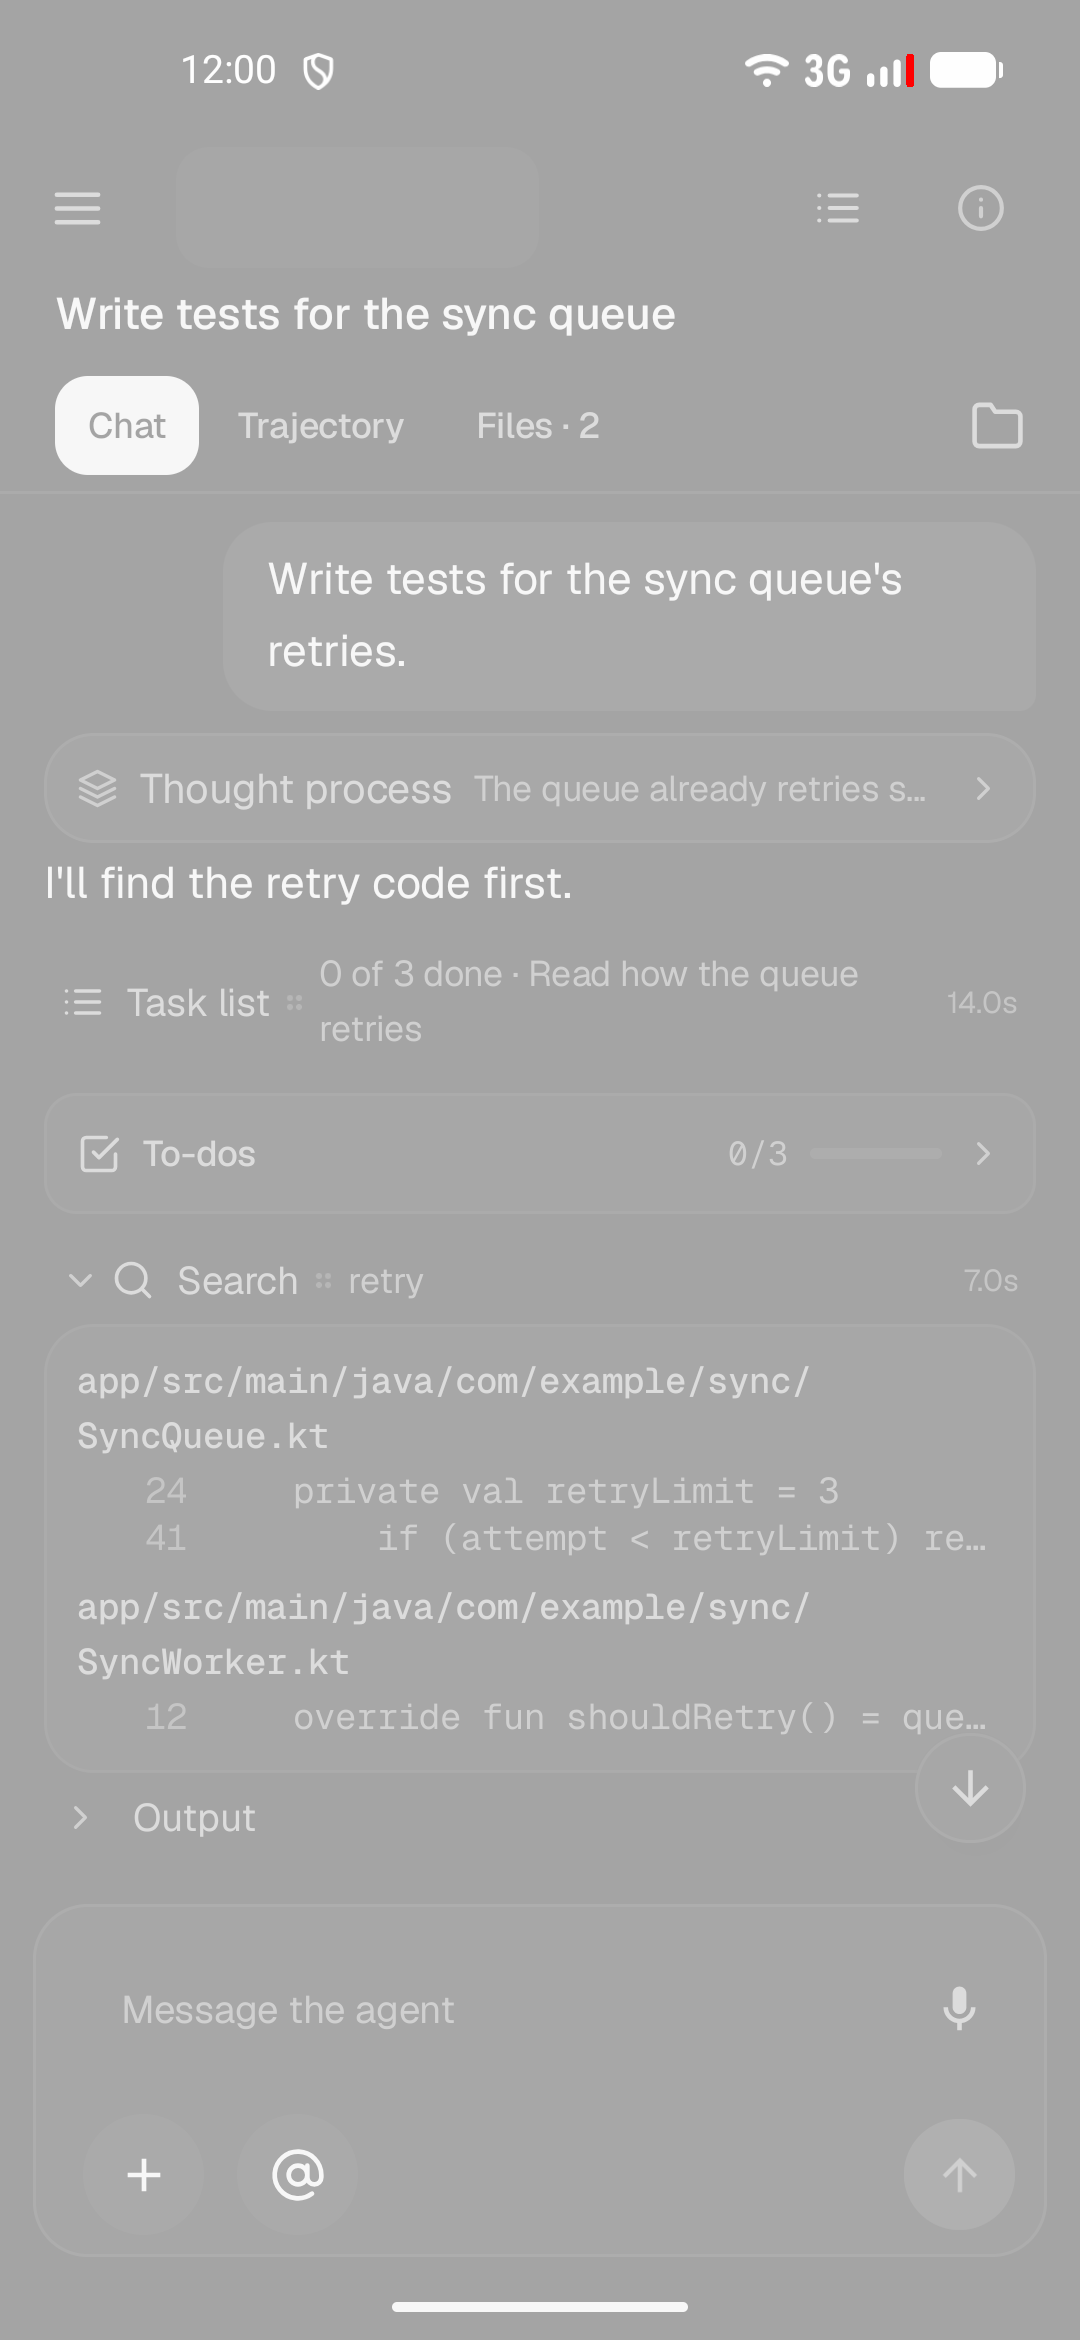 12:00
3G
Write tests for the sync queue
Chat
Trajectory
Files · 2
Write tests for the sync queue's
retries.
Thought process The queue already retries s…
I'll find the retry code first.
Task list
0 of 3 done · Read how the queue
retries
14.0s
To-dos
0/3
Search
retry
7.0s
app/src/main/java/com/example/sync/
SyncQueue.kt
24 private val retryLimit = 3
41 if (attempt < retryLimit) re…
app/src/main/java/com/example/sync/
SyncWorker.kt
12 override fun shouldRetry() = que…
Output
Message the agent